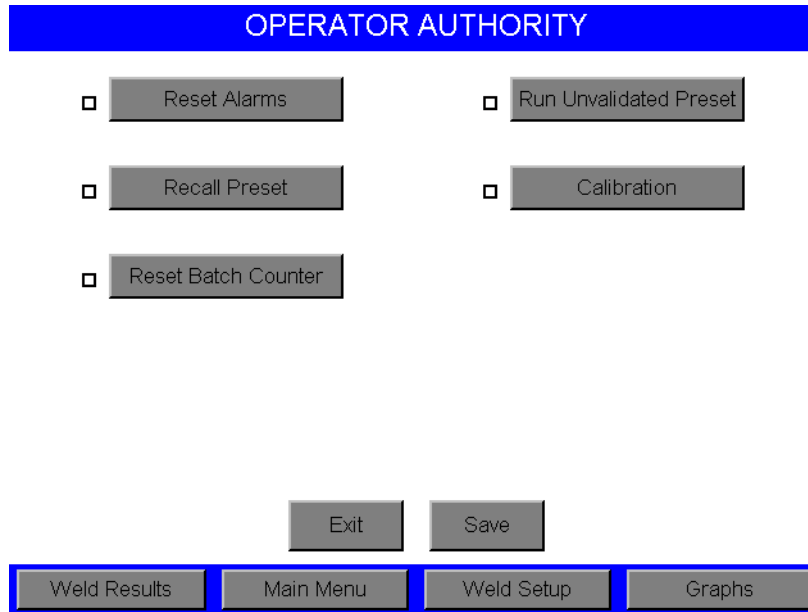 OPERATOR AUTHORITY
Reset Alarms
Run Unvalidated Preset
Recall Preset
Calibration
Reset Batch Counter
Exit
Save
Weld Results
Main Menu
Weld Setup
Graphs